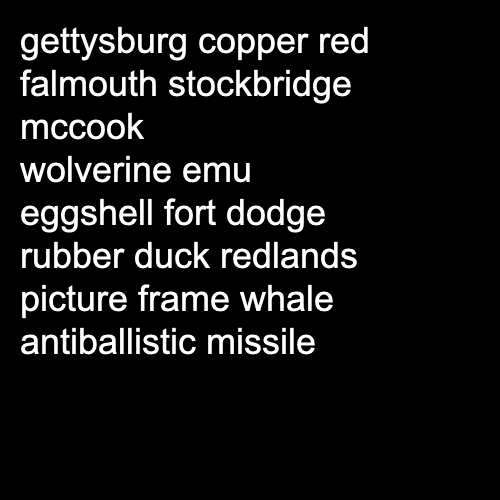 gettysburg copper red
falmouth stockbridge
mccook
wolverine emu
eggshell fort dodge
rubber duck redlands
picture frame whale
antiballistic missile